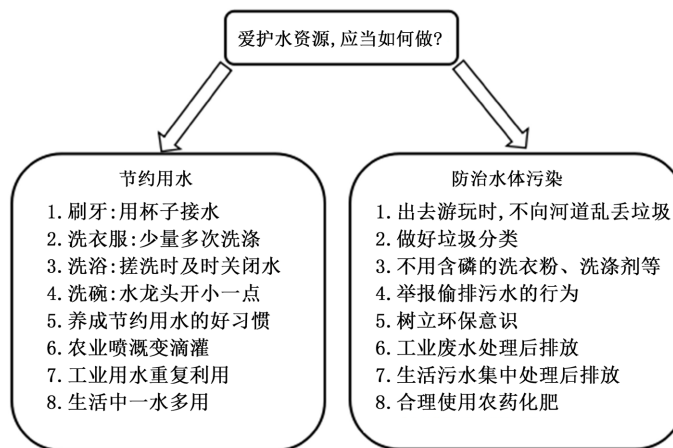 爱护水资源,应当如何做?
节约用水
1. 刷牙:用杯子接水
2. 洗衣服:少量多次洗涤
3. 洗浴:搓洗时及时关闭水
4. 洗碗:水龙头开小一点
5. 养成节约用水的好习惯
6. 农业喷溉变滴灌
7. 工业用水重复利用
8. 生活中一水多用
防治水体污染
1. 出去游玩时,不向河道乱丢垃圾
2. 做好垃圾分类
3. 不用含磷的洗衣粉、洗涤剂等
4. 举报偷排污水的行为
5. 树立环保意识
6. 工业废水处理后排放
7. 生活污水集中处理后排放
8. 合理使用农药化肥